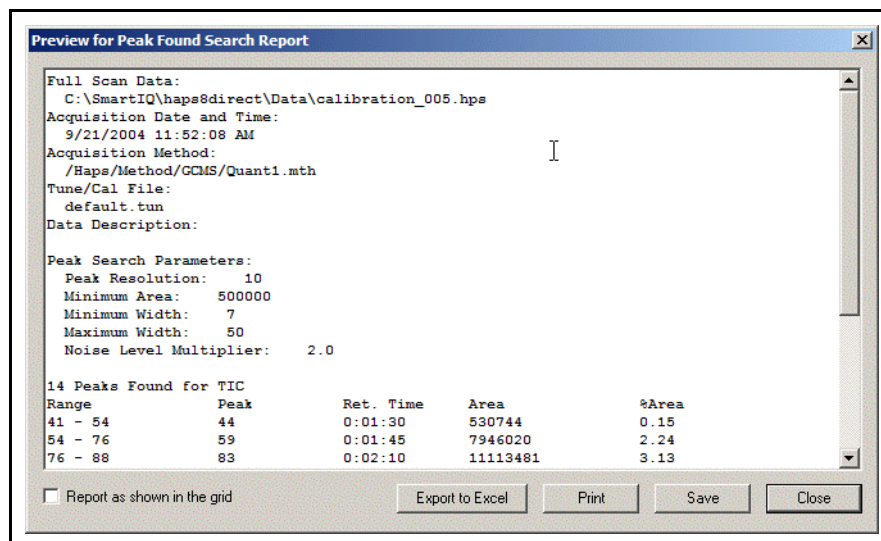 Preview for Peak Found Search Report
Full Scan Data:
C:\SmartIQ\haps8direct\Data\calibration_005.hps
Acquisition Date and Time:
9/21/2004 11:52:08 AM
Acquisition Method:
/Haps/Method/GCMS/Quant1.mth
Tune/Cal File:
default.tun
Data Description:
Peak Search Parameters:
Peak Resolution: 10
Minimum Area: 500000
Minimum Width: 7
Maximum Width: 50
Noise Level Multiplier: 2.0
14 Peaks Found for TIC
Range Peak Ret. Time Area %Area
41 - 54 44 0:01:30 530744 0.15
54 - 76 59 0:01:45 7946020 2.24
76 - 88 83 0:02:10 11113481 3.13
Report as shown in the grid Export to Excel Print Save Close